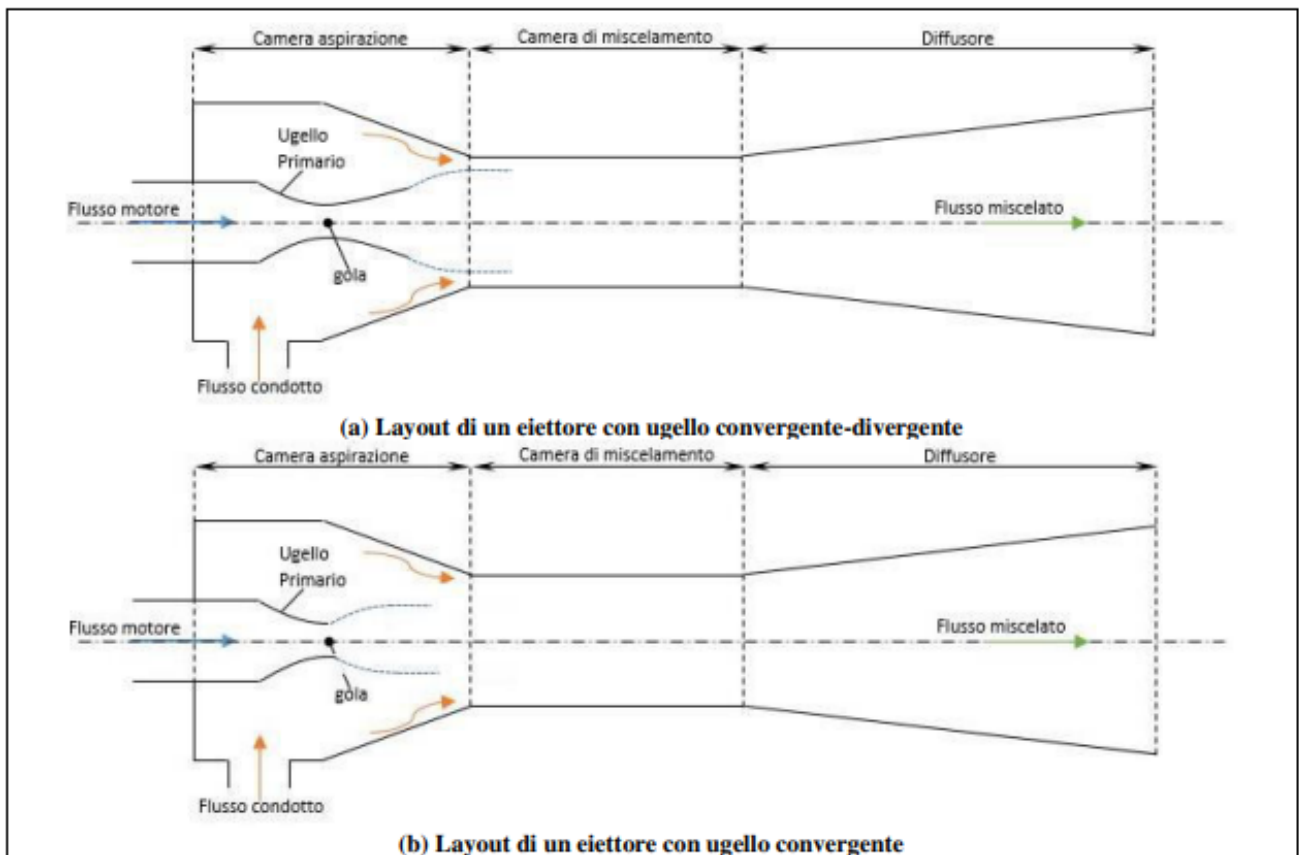 Camera aspirazione
Camera di miscelamento
Diffusore
Ugello
Primario
Flusso motore
Flusso miscelato
gola
Flusso condotto
(a) Layout di un eiettore con ugello convergente-divergente
Camera aspirazione
Camera di miscelamento
Diffusore
Ugello
Primario
Flusso motore
Flusso miscelato
gola
Flusso condotto
(b) Layout di un eiettore con ugello convergente